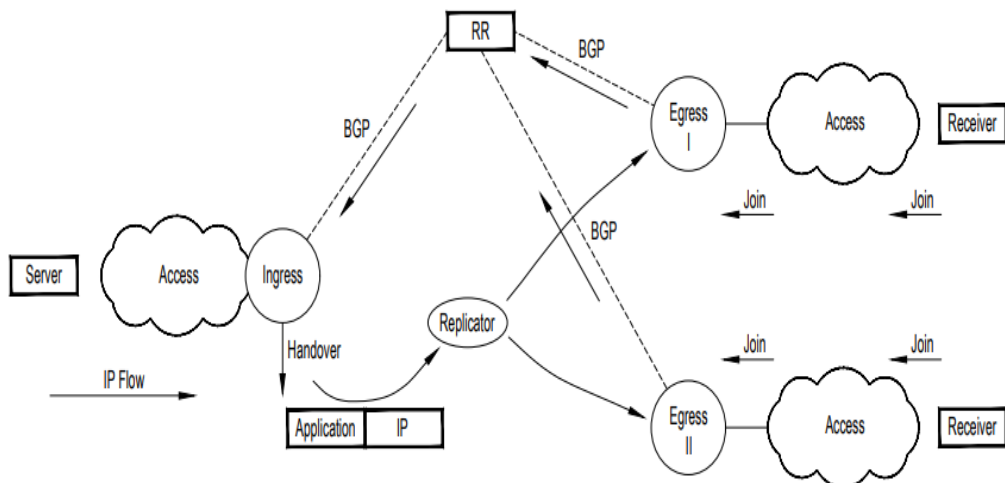 RR
BGP
BGP
Egress
I
Access
Receiver
Join
Join
BGP
Server
Access
Ingress
Replicator
Handover
IP Flow
Application
IP
Join
Join
Egress
II
Access
Receiver